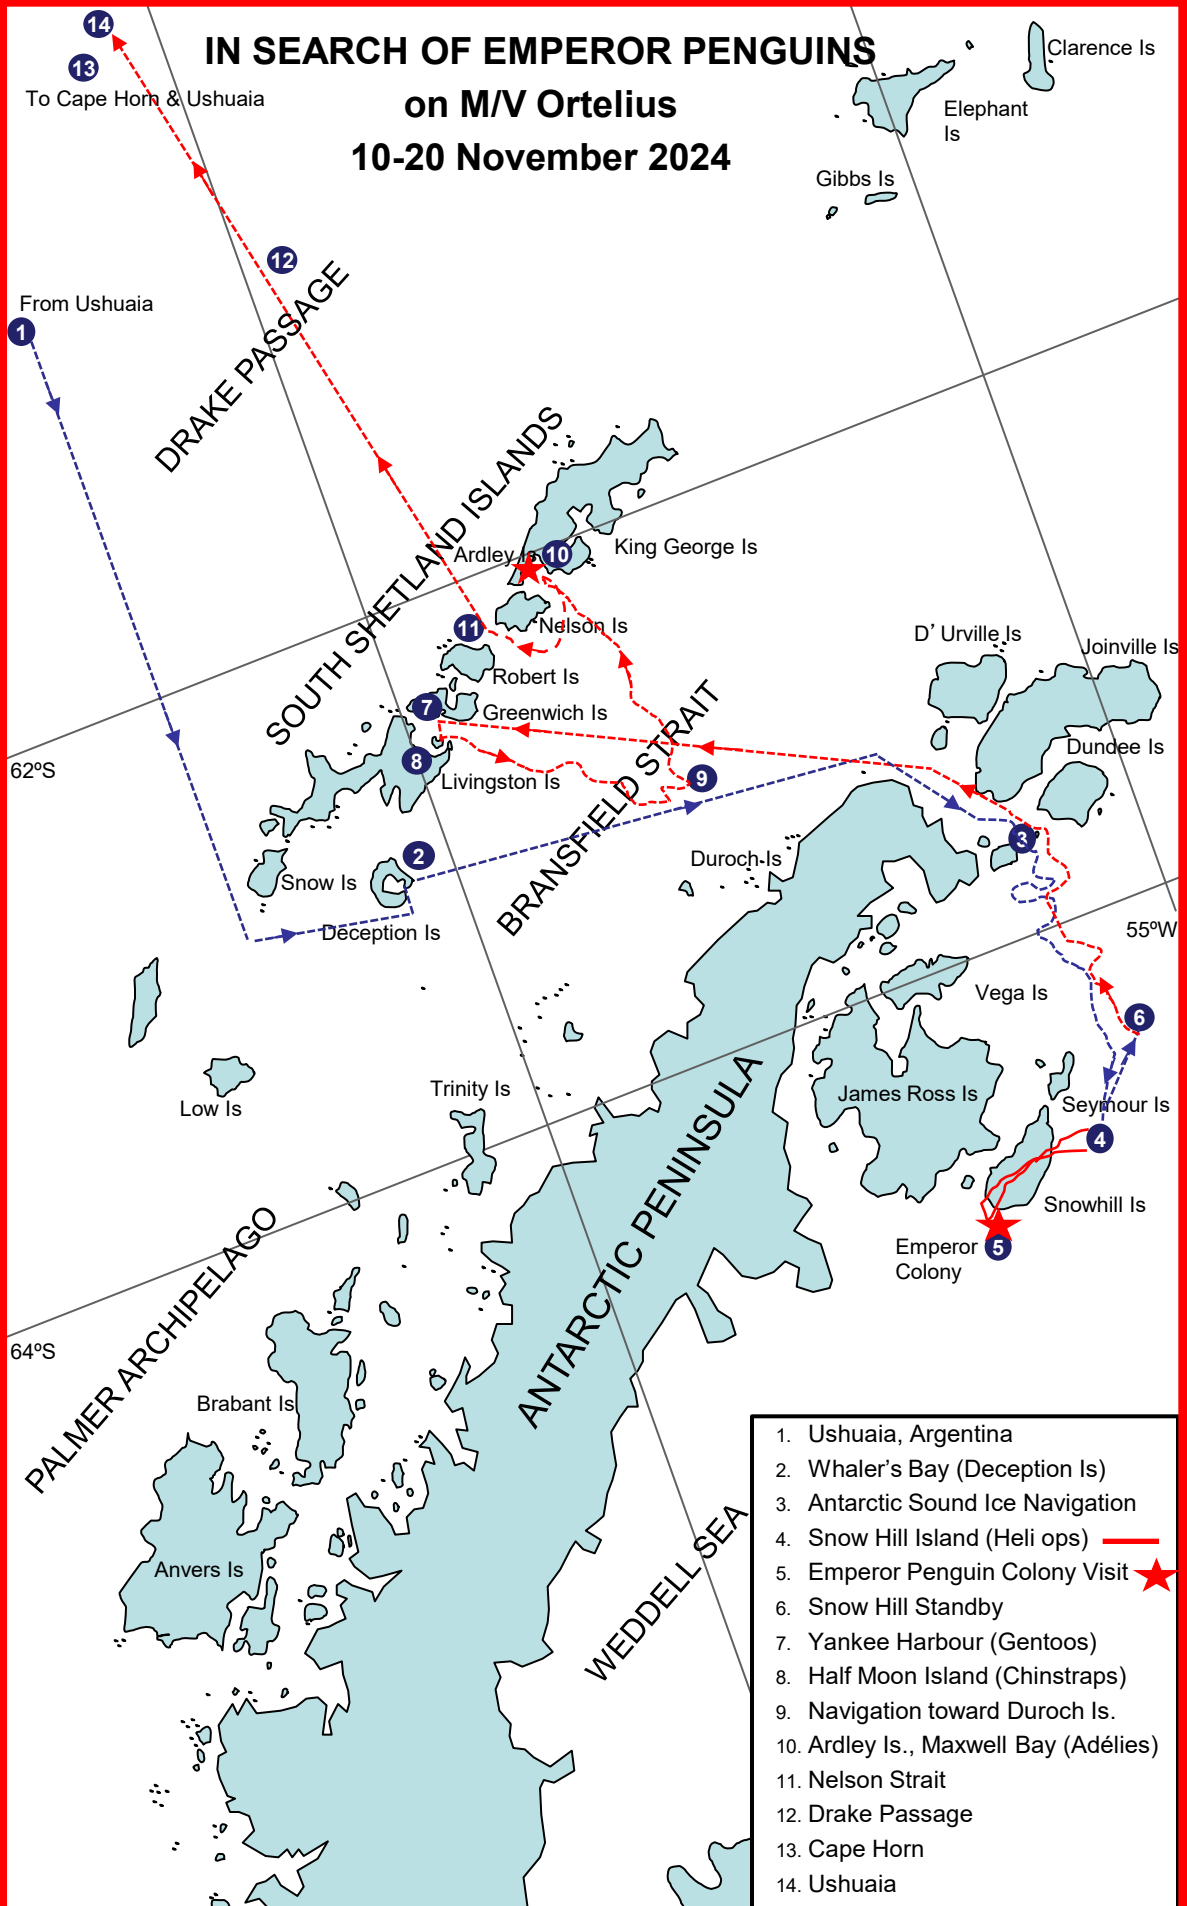 IN SEARCH OF EMPEROR PENGUINS
on M/V Ortelius
10-20 November 2024
14
13
To Cape Horn & Ushuaia
Clarence Is
Elephant
Is
Gibbs Is
12
From Ushuaia
1
DRAKE PASSAGE
SOUTH SHETLAND ISLANDS
Ardley Is
10
King George Is
11
Nelson Is
D’ Urville Is
Joinville Is
Robert Is
7
Greenwich Is
BRANSFIELD STRAIT
Dundee Is
62ºS
8
Livingston Is
9
3
2
Duroch Is
Snow Is
Deception Is
55ºW
Vega Is
6
Trinity Is
Low Is
James Ross Is
Seymour Is
4
ANTARCTIC PENINSULA
Snowhill Is
Emperor
Colony
5
PALMER ARCHIPELAGO
64ºS
Brabant Is
Anvers Is
WEDDELL SEA
1. Ushuaia, Argentina
2. Whaler’s Bay (Deception Is)
3. Antarctic Sound Ice Navigation
4. Snow Hill Island (Heli ops)
5. Emperor Penguin Colony Visit
6. Snow Hill Standby
7. Yankee Harbour (Gentoos)
8. Half Moon Island (Chinstraps)
9. Navigation toward Duroch Is.
10. Ardley Is., Maxwell Bay (Adélies)
11. Nelson Strait
12. Drake Passage
13. Cape Horn
14. Ushuaia